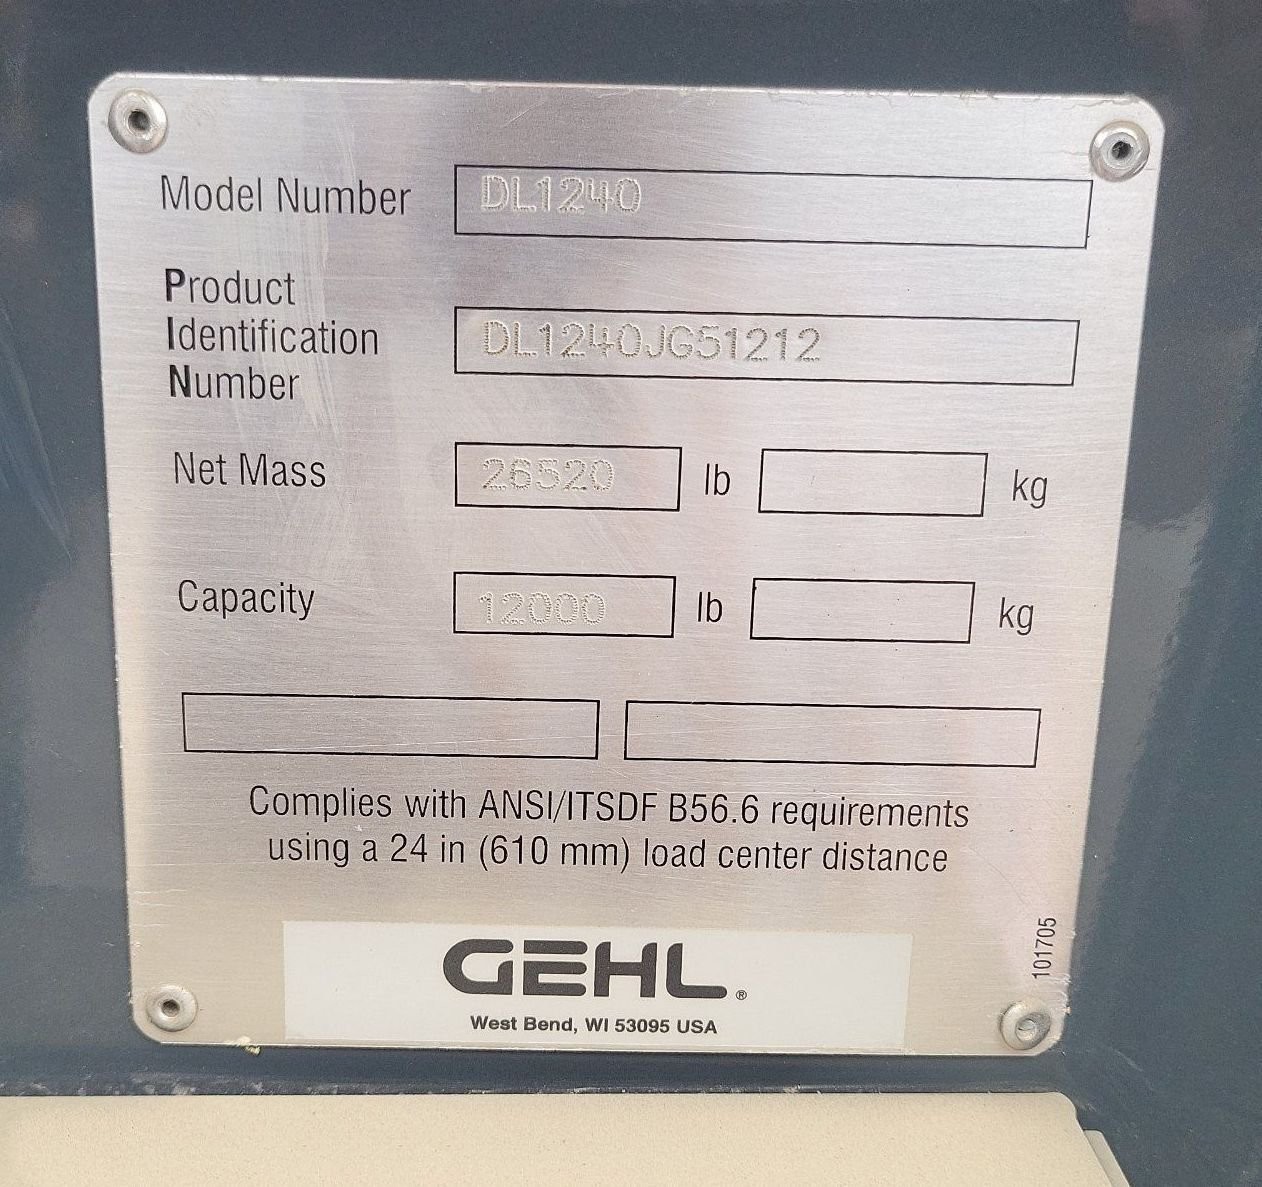 Model Number DL1240
Product
Identification DL1240JG51212
Number
Net Mass 26520 lb kg
Capacity 12000 lb kg
Complies with ANSI/ITSDF B56.6 requirements
using a 24 in (610 mm) load center distance
101705
GEHL®
West Bend, WI 53095 USA